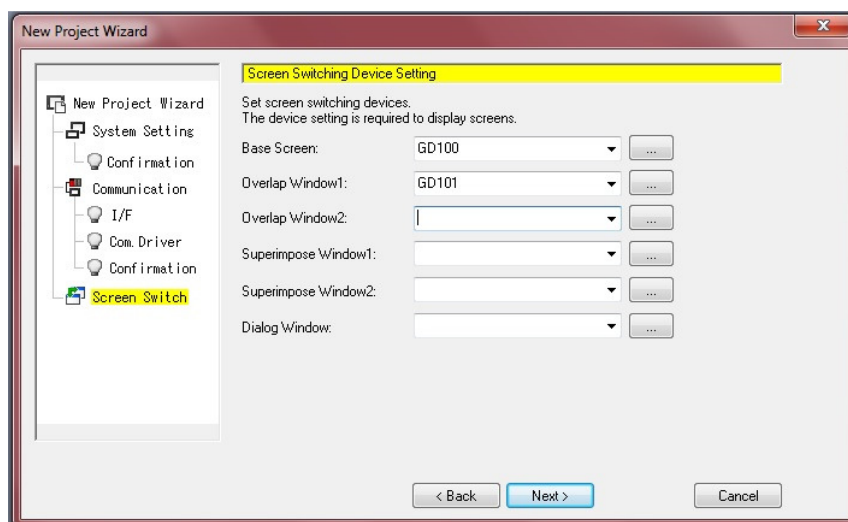 New Project Wizard
New Project Wizard
System Setting
Confirmation
Communication
I/F
Com.Driver
Confirmation
Screen Switch
Screen Switching Device Setting
Set screen switching devices.
The device setting is required to display screens.
Base Screen: GD100 ...
Overlap Window1: GD101 ...
Overlap Window2: ...
Superimpose Window1: ...
Superimpose Window2: ...
Dialog Window: ...
< Back Next > Cancel